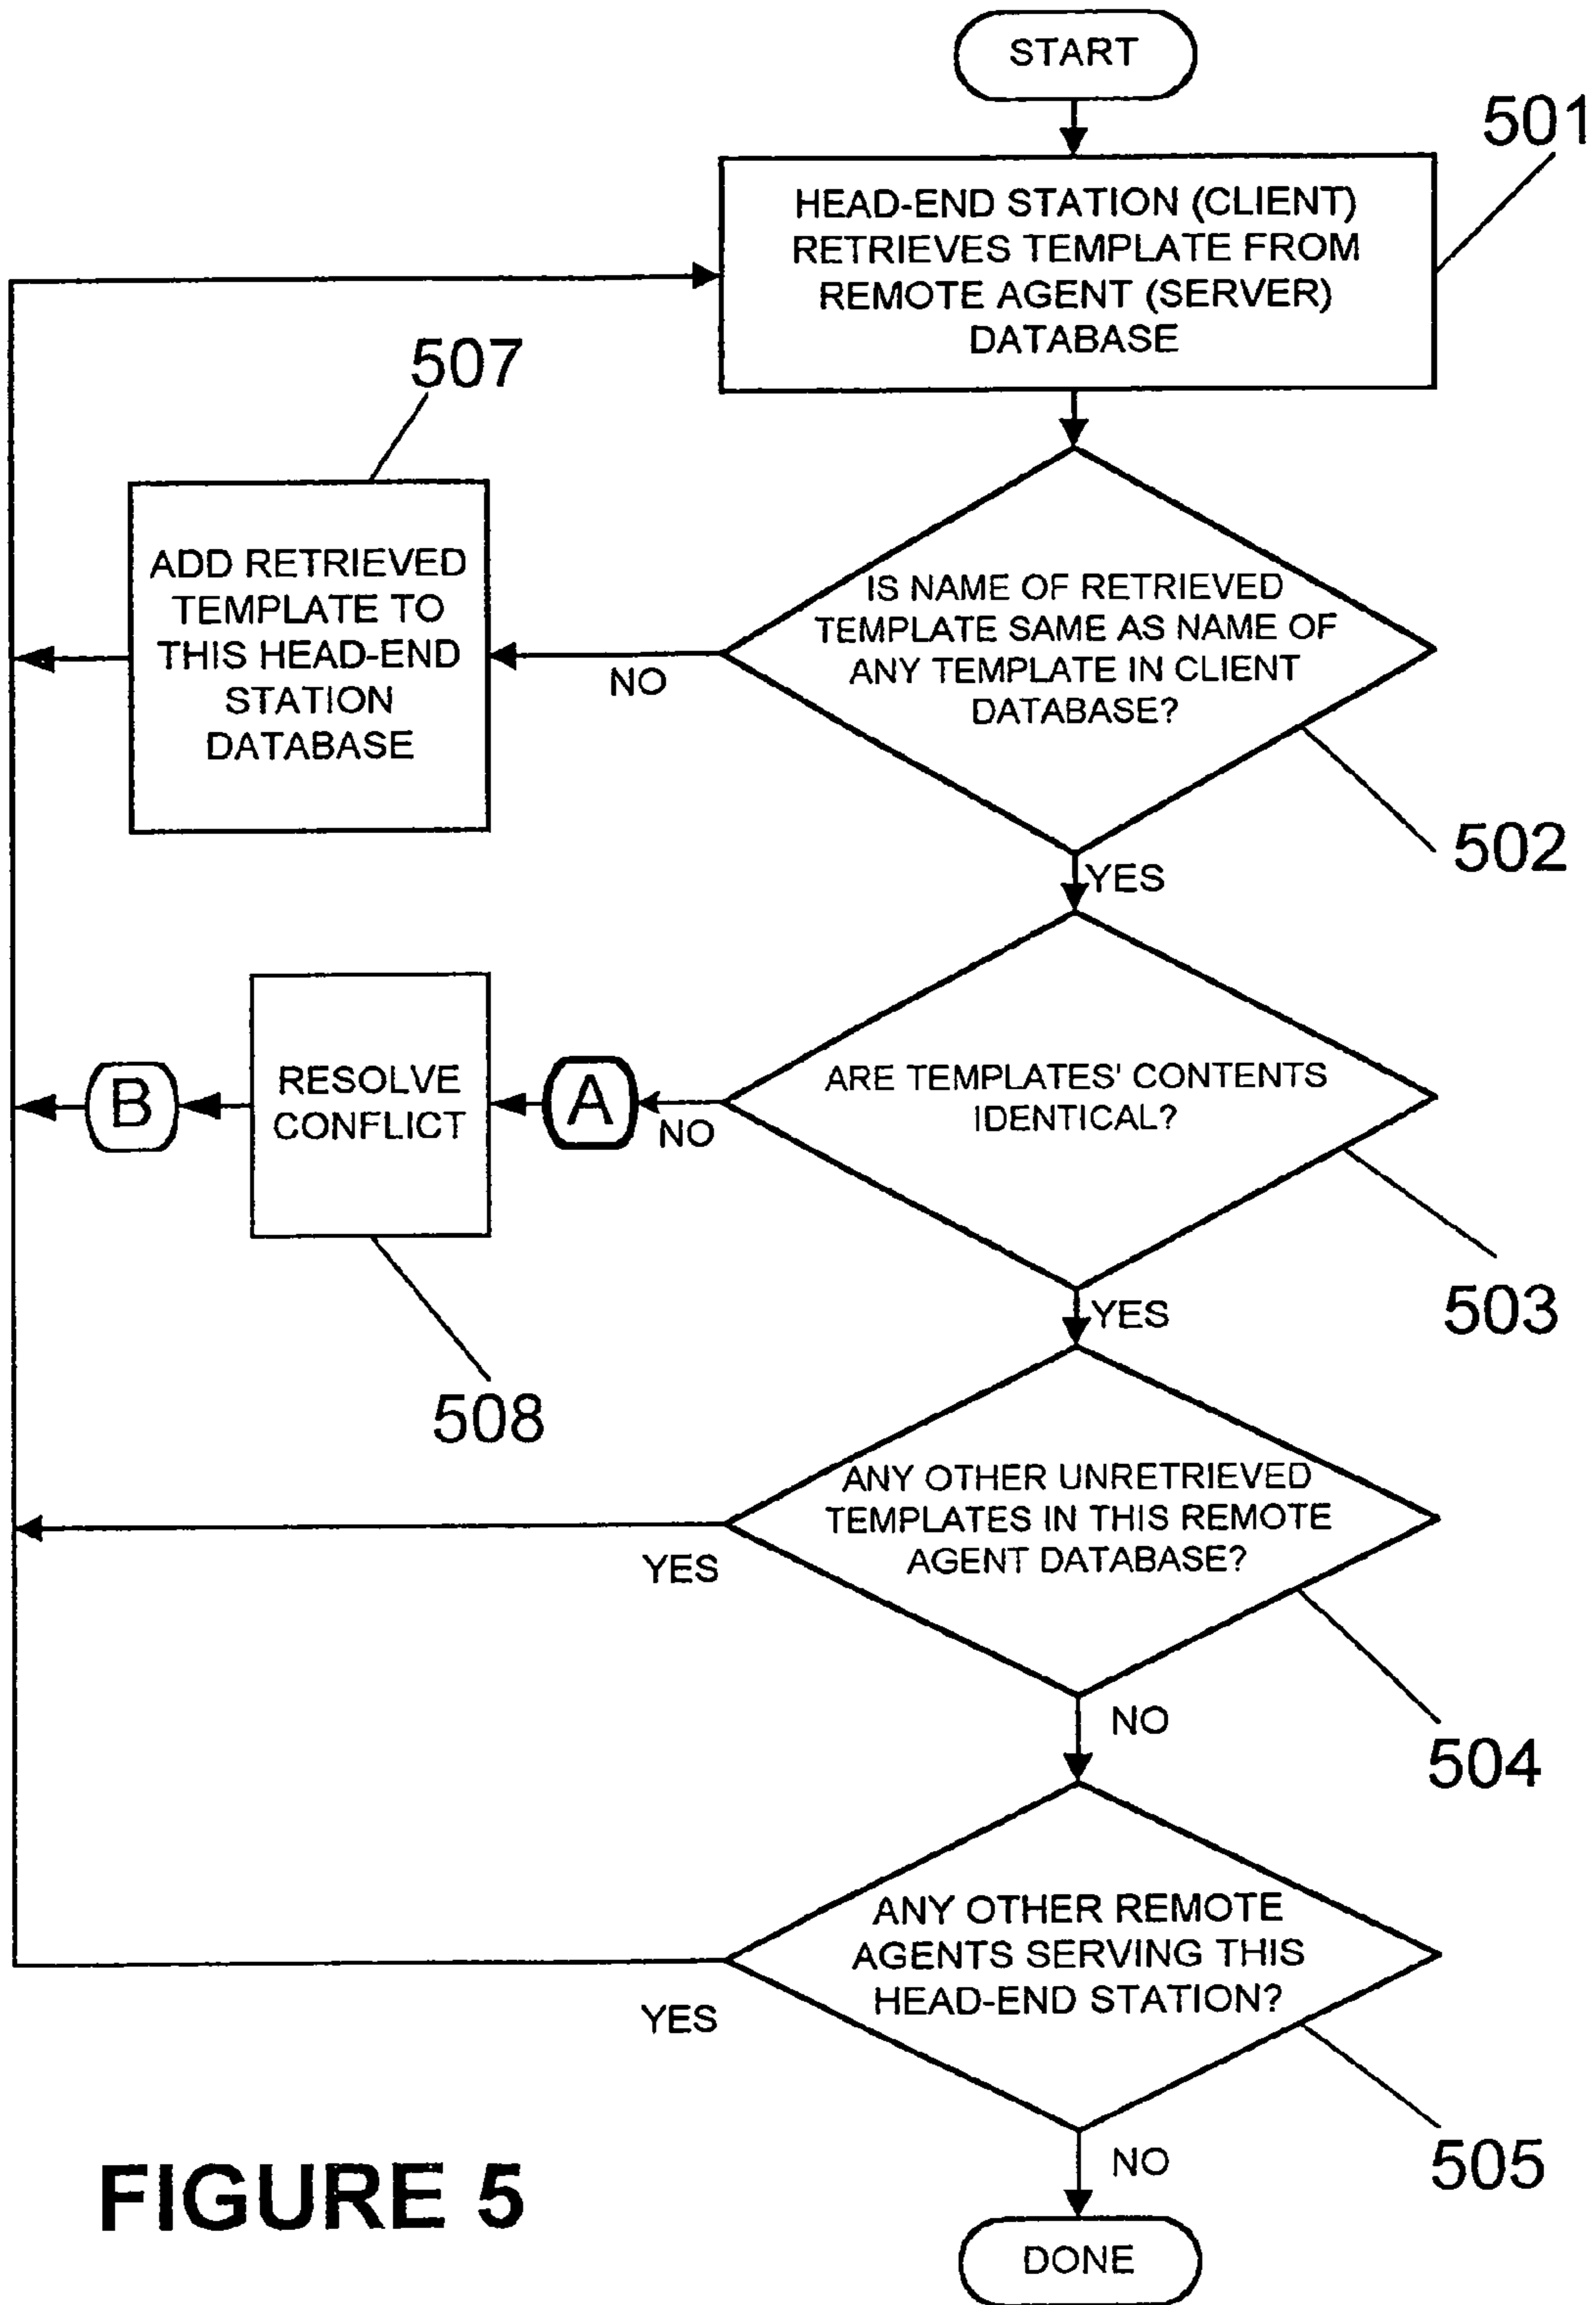 START
501
HEAD-END STATION (CLIENT)
RETRIEVES TEMPLATE FROM
REMOTE AGENT (SERVER)
DATABASE
507
ADD RETRIEVED
TEMPLATE TO
THIS HEAD-END
STATION
DATABASE
NO
IS NAME OF RETRIEVED
TEMPLATE SAME AS NAME OF
ANY TEMPLATE IN CLIENT
DATABASE?
502
YES
B
RESOLVE
CONFLICT
A
NO
ARE TEMPLATES' CONTENTS
IDENTICAL?
503
YES
508
ANY OTHER UNRETRIEVED
TEMPLATES IN THIS REMOTE
AGENT DATABASE?
YES
504
NO
ANY OTHER REMOTE
AGENTS SERVING THIS
HEAD-END STATION?
YES
505
NO
FIGURE 5
DONE